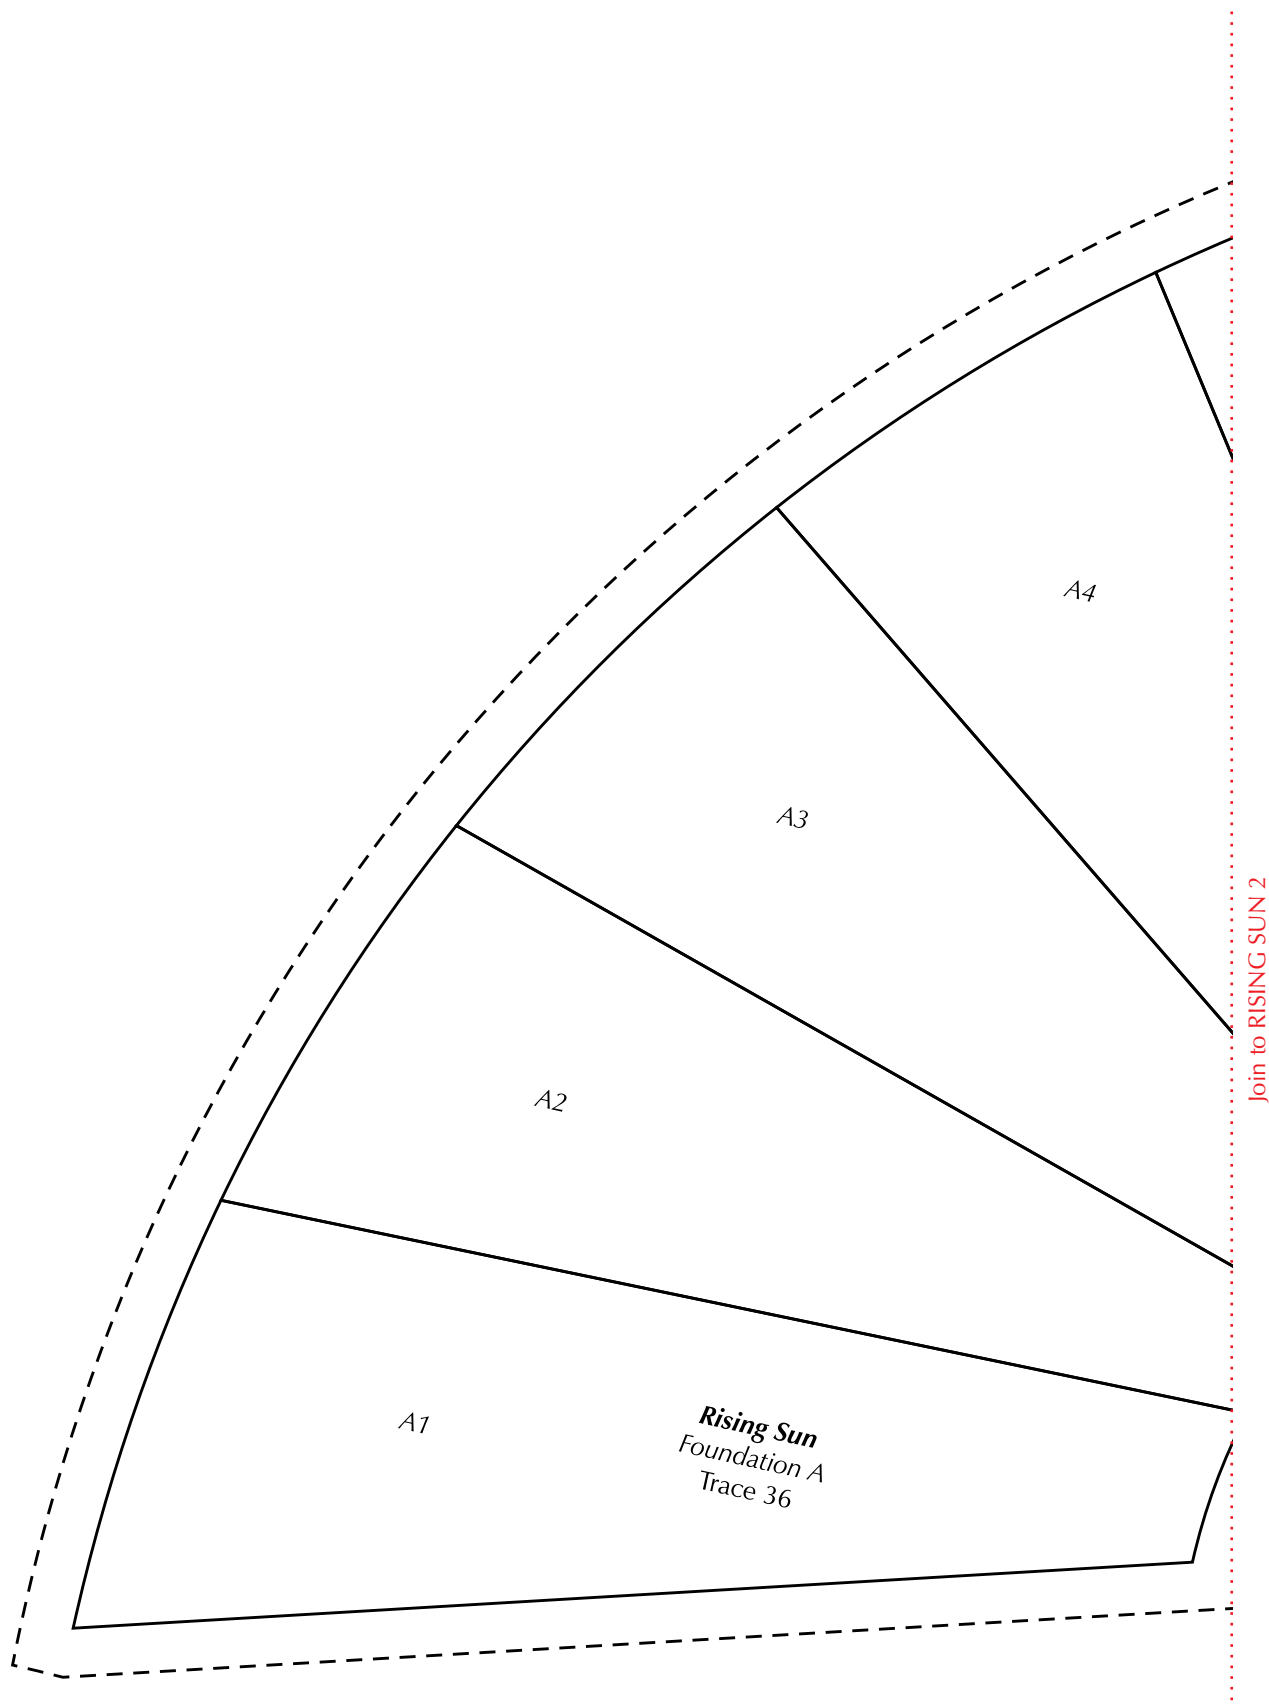 A4
A3
Join to RISING SUN 2
A2
A1
Rising Sun
Foundation A
Trace 36